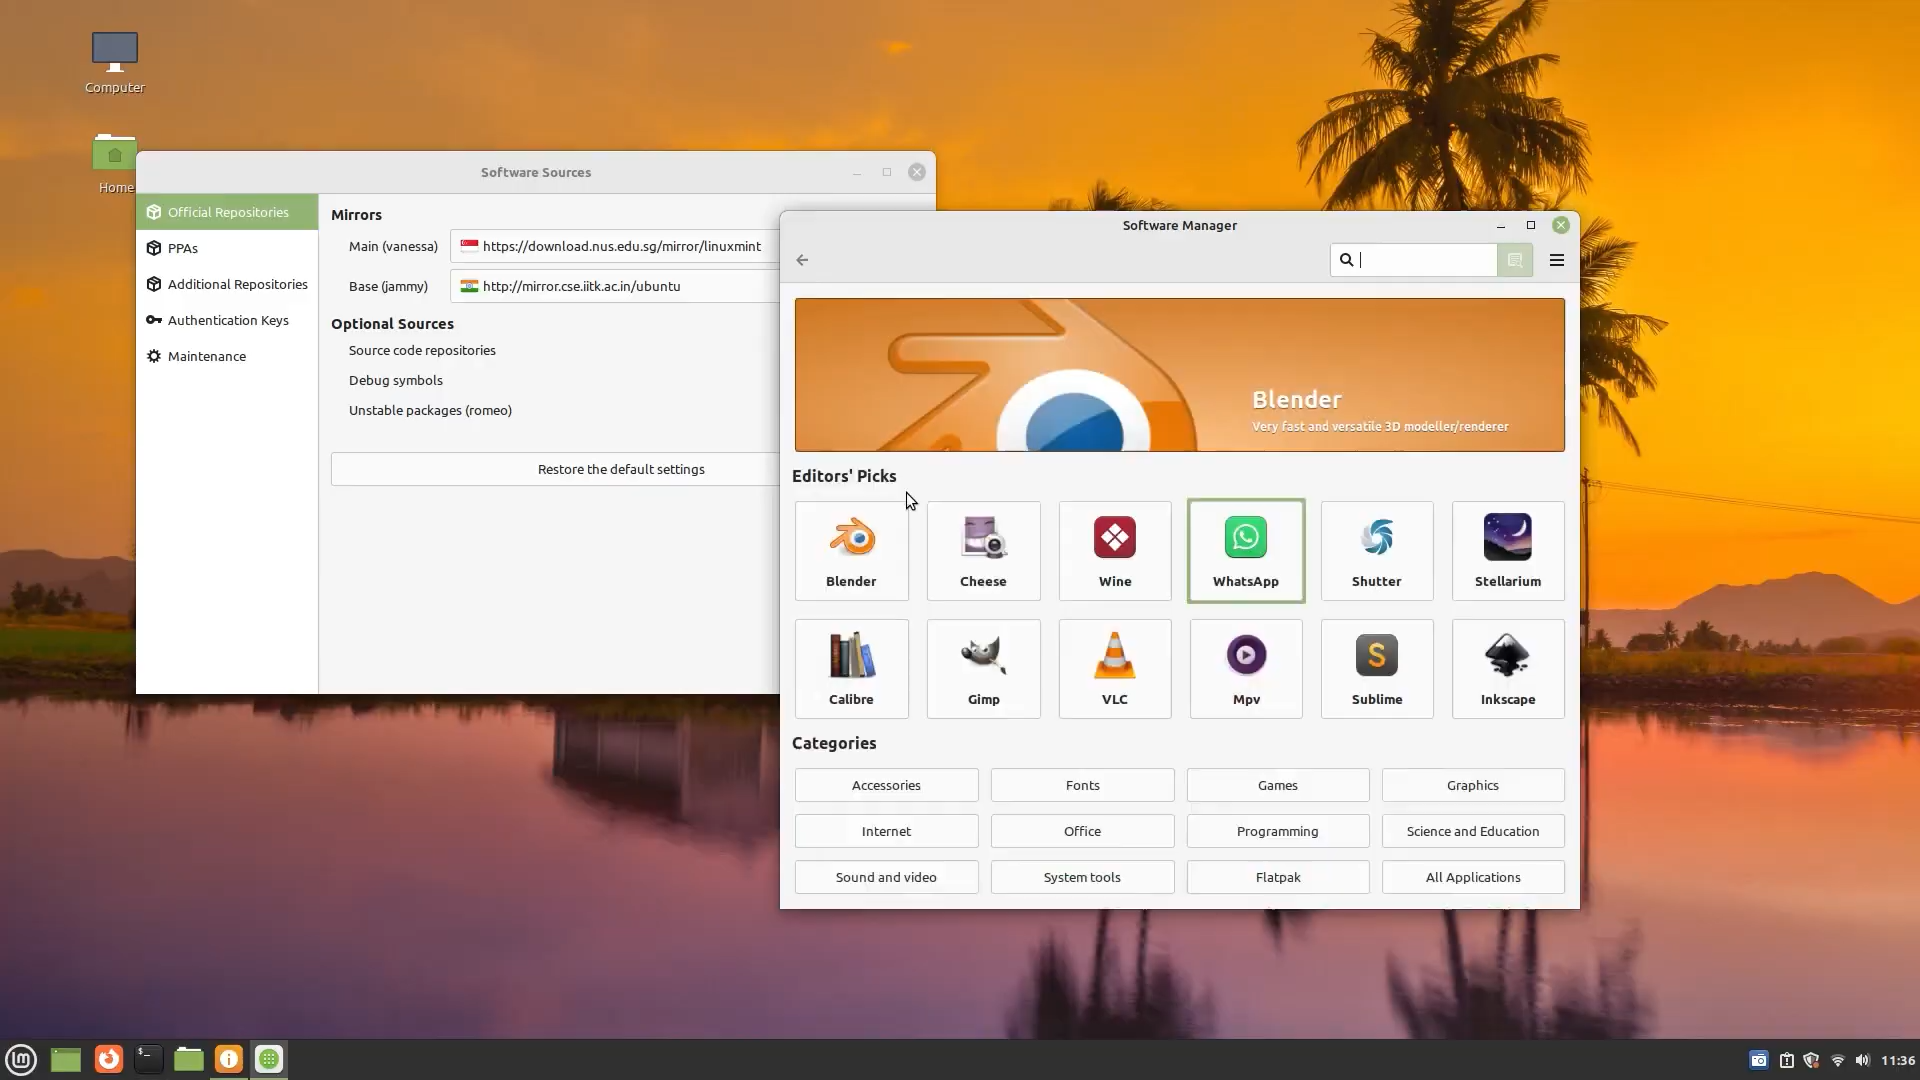 Computer
Home
Software Sources
Official Repositories
PPAs
Additional Repositories
Authentication Keys
Maintenance
Mirrors
Main (vanessa)
https://download.nus.edu.sg/mirror/linuxmint
Base (jammy)
http://mirror.cse.iitk.ac.in/ubuntu
Optional Sources
Source code repositories
Debug symbols
Unstable packages (romeo)
Restore the default settings
Software Manager
Blender
Very fast and versatile 3D modeller/renderer
Editors' Picks
Blender
Cheese
Wine
WhatsApp
Shutter
Stellarium
Calibre
Gimp
VLC
Mpv
Sublime
Inkscape
Categories
Accessories
Fonts
Games
Graphics
Internet
Office
Programming
Science and Education
Sound and video
System tools
Flatpak
All Applications
11:36